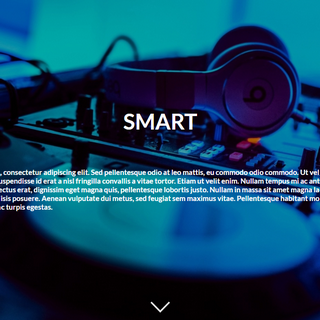 SMART
, consectetur adipiscing elit. Sed pellentesque odio at leo mattis, eu commodo odio commodo. Ut vel
uspendisse id erat a nisl fringilla convallis a vitae tortor. Etiam ut velit enim. Nullam tempus mi ac ant
ectus erat, dignissim eget magna quis, pellentesque lobortis justo. Nullam in massa sit amet magna la
isis posuere. Aenean vulputate dui metus, sed feugiat sem maximus vitae. Pellentesque habitant mo
c turpis egestas.